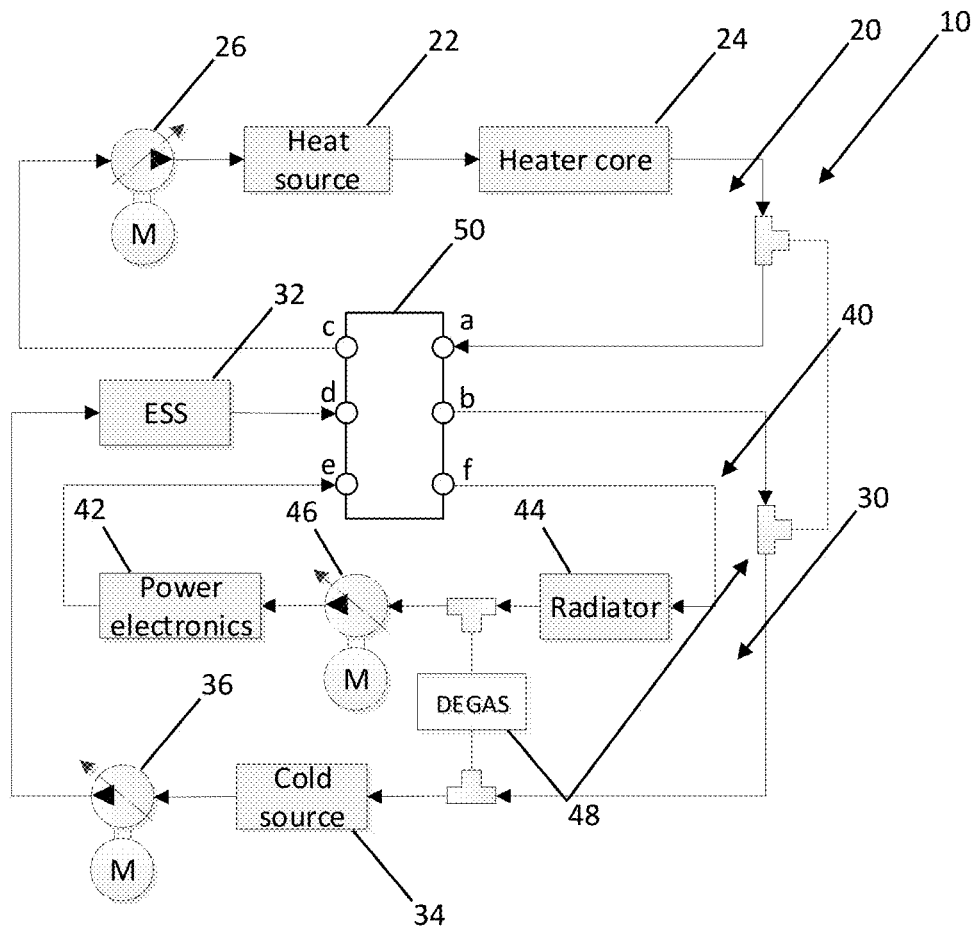 26
22
24
20
10
Heat
source
Heater core
M
50
32
c
a
40
ESS
d
b
e
f
42
46
44
30
Power
electronics
Radiator
M
36
DEGAS
Cold
source
48
M
34